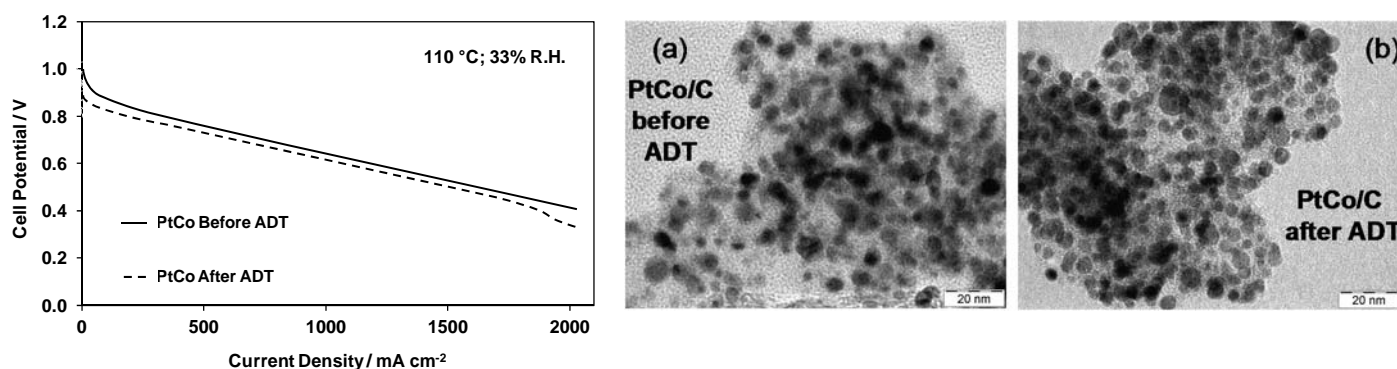 1.2
1.0
0.8
0.6
0.4
0.2
0.0
Cell Potential / V
110 °C; 33% R.H.
PtCo Before ADT
PtCo After ADT
0
500
1000
1500
2000
Current Density / mA cm⁻²
(a)
PtCo/C
before
ADT
20 nm
(b)
PtCo/C
after ADT
20 nm